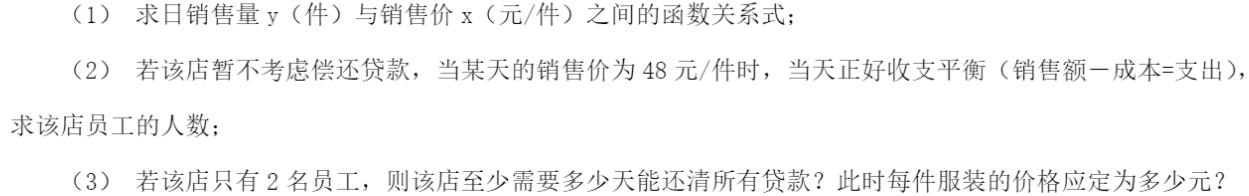 （1） 求日销售量 y（件）与销售价 x（元/件）之间的函数关系式；
（2） 若该店暂不考虑偿还贷款，当某天的销售价为 48 元/件时，当天正好收支平衡（销售额－成本=支出），
求该店员工的人数；
（3） 若该店只有 2 名员工，则该店至少需要多少天能还清所有贷款？此时每件服装的价格应定为多少元？